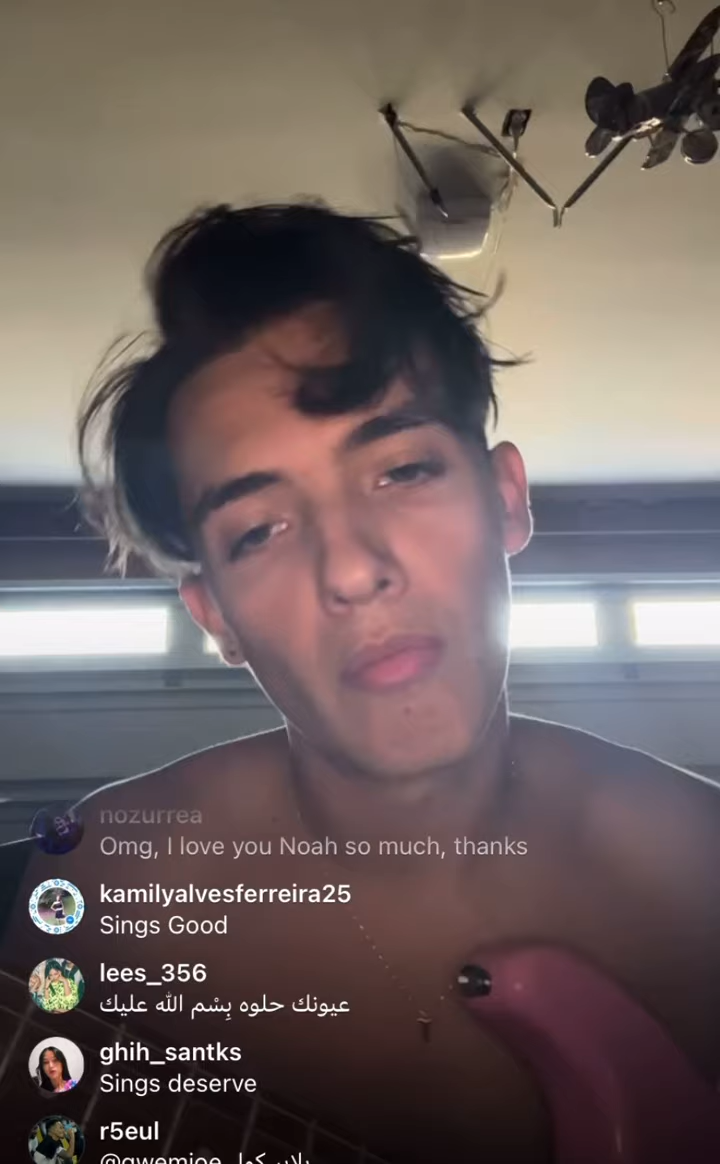 nozurrea
Omg, I love you Noah so much, thanks
kamilyalvesferreira25
Sings Good
lees_356
عيونك حلوه بِسْم الله عليك
ghih_santks
Sings deserve
r5eul